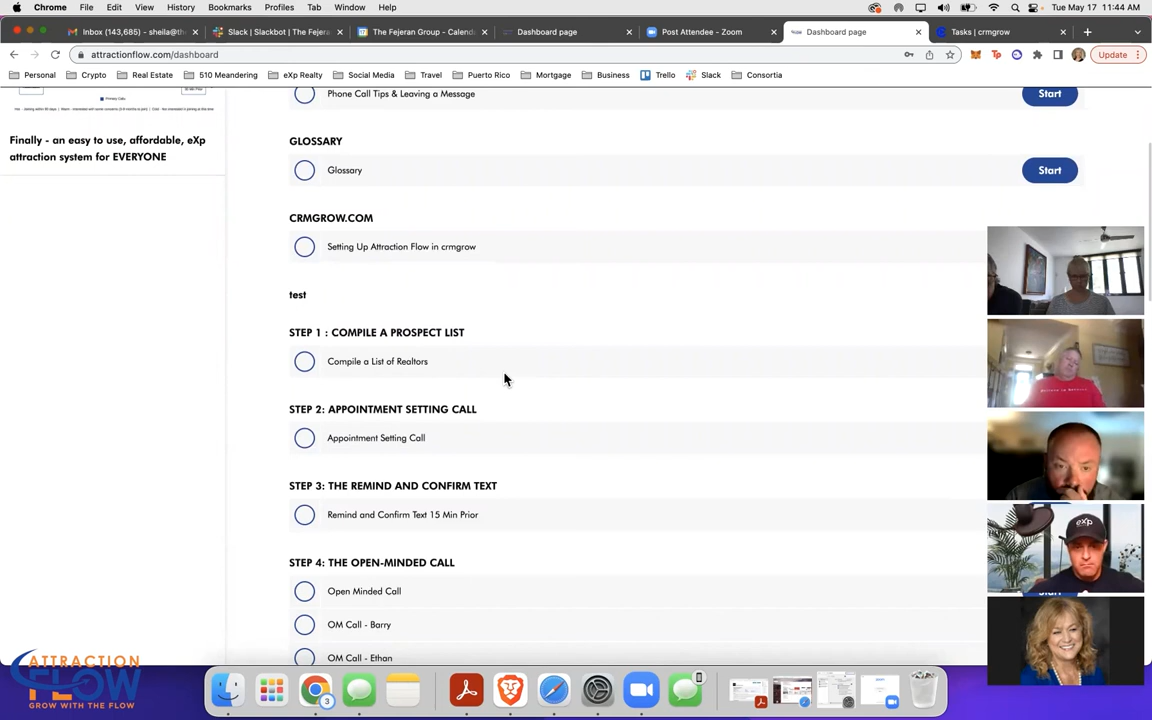 Chrome File Edit View History Bookmarks Profiles Tab Window Help Tue May 17 11:44 AM
Inbox (143,685) - sheila@th Slack | Slackbot | The Fejera The Fejeran Group - Calend Dashboard page Post Attendee - Zoom Dashboard page Tasks | crmgrow
attractionflow.com/dashboard Update
Personal Crypto Real Estate 510 Meandering eXp Realty Social Media Travel Puerto Rico Mortgage Business Trello Slack Consortia
Phone Call Tips & Leaving a Message Start
Finally - an easy to use, affordable, eXp
attraction system for EVERYONE
GLOSSARY
Glossary Start
CRMGROW.COM
Setting Up Attraction Flow in crmgrow
test
STEP 1 : COMPILE A PROSPECT LIST
Compile a List of Realtors
STEP 2: APPOINTMENT SETTING CALL
Appointment Setting Call
STEP 3: THE REMIND AND CONFIRM TEXT
Remind and Confirm Text 15 Min Prior
eXp
STEP 4: THE OPEN-MINDED CALL
Open Minded Call
OM Call - Barry
OM Call - Ethan
ATTRACTION
FLOW
GROW WITH THE FLOW
3